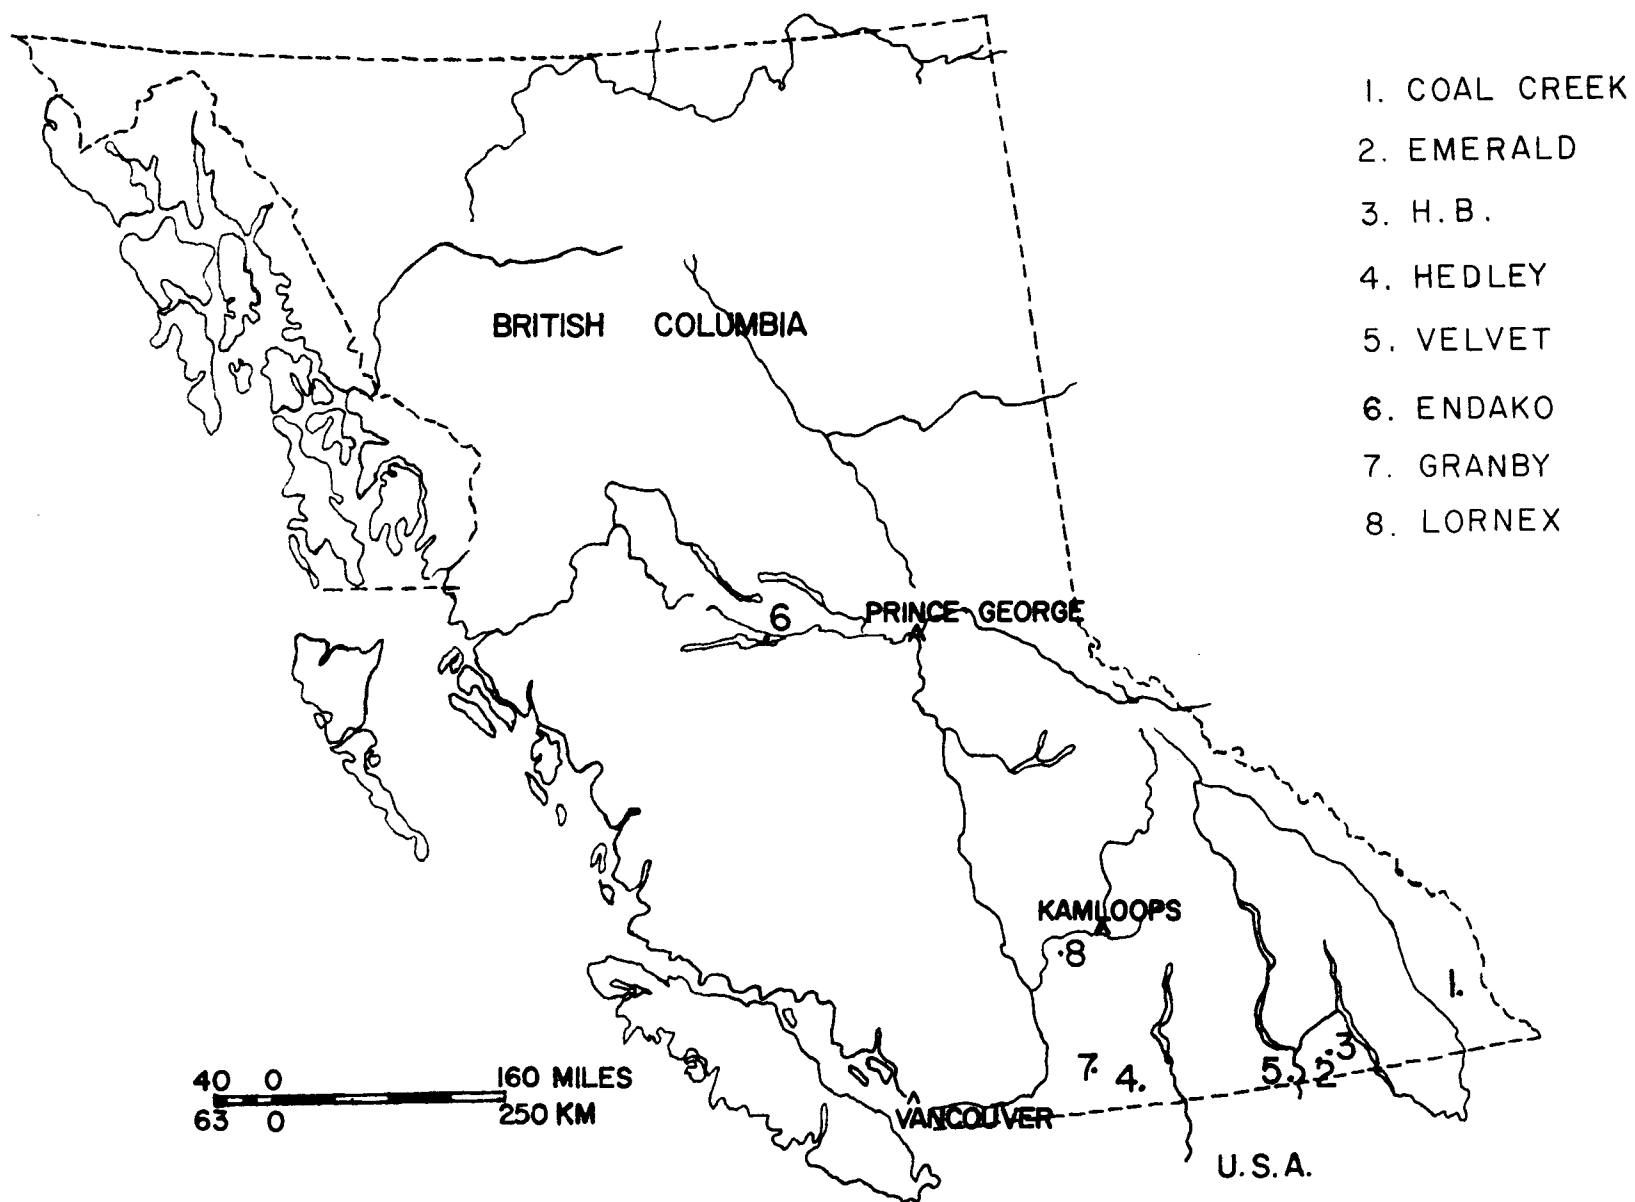 1. COAL CREEK
2. EMERALD
3. H.B.
4. HEDLEY
BRITISH COLUMBIA
5. VELVET
6. ENDAKO
7. GRANBY
8. LORNEX
6
PRINCE GEORGE
KAMLOOPS
.8
1.
7.
4.
5.
2
.3
40 0 160 MILES
63 0 250 KM
VANCOUVER
U.S.A.